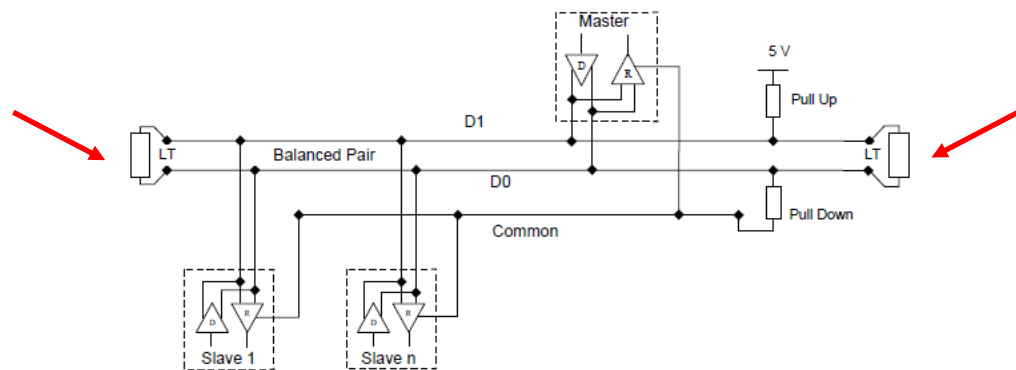 Master
5 V
D
R
Pull Up
D1
LT
Balanced Pair
LT
D0
Pull Down
Common
D
R
D
R
Slave 1
Slave n